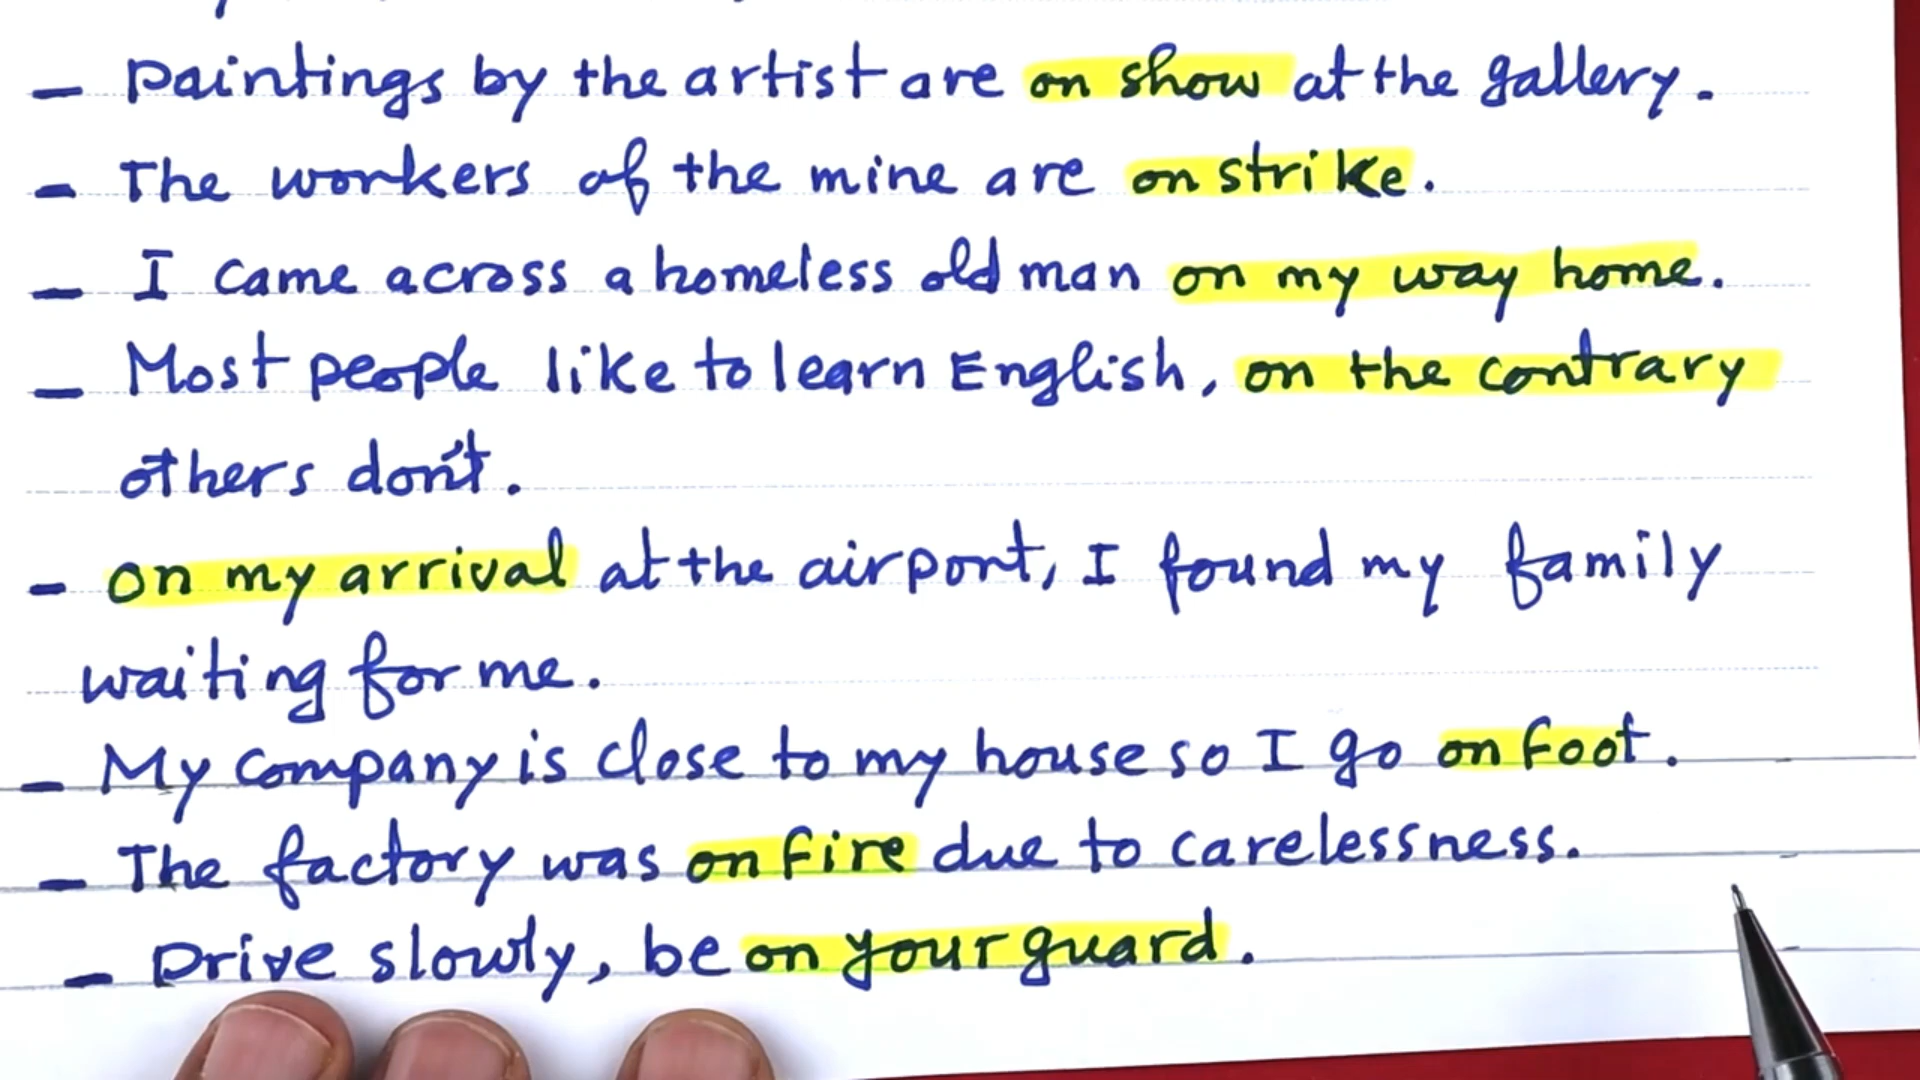 - Paintings by the artist are on show at the gallery.
- The workers of the mine are on strike.
- I came across a homeless old man on my way home.
- Most people like to learn English, on the contrary
others don't.
- on my arrival at the airport, I found my family
waiting for me.
- My company is close to my house so I go on foot.
- The factory was on fire due to carelessness.
- Drive slowly, be on your guard.